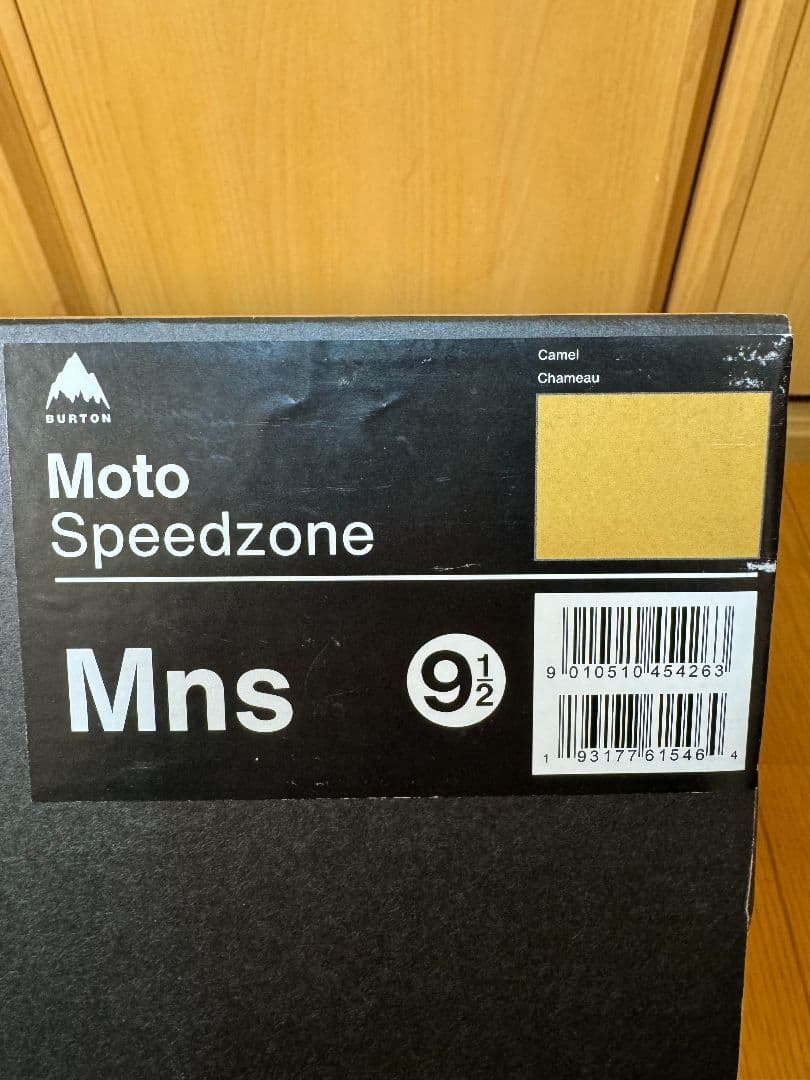 BURTON
Moto
Speedzone
Camel
Chameau
Mns
9 1/2
9 010510 454263
1 93177 61546 4